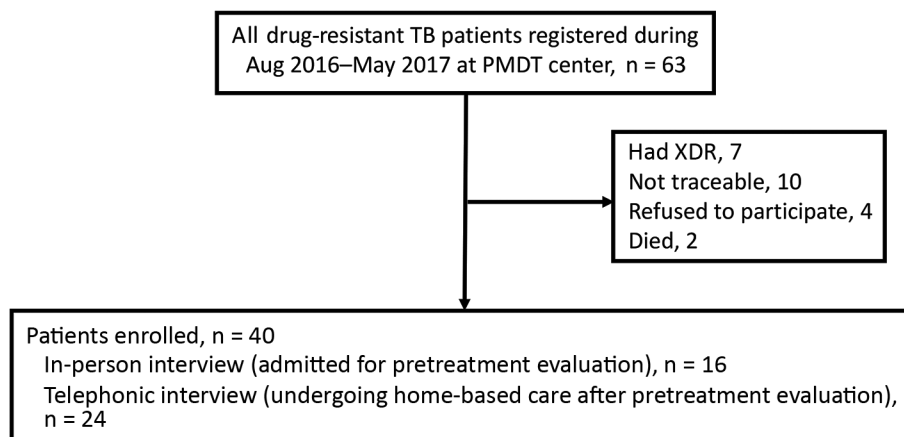 All drug-resistant TB patients registered during
Aug 2016–May 2017 at PMDT center, n = 63
Had XDR, 7
Not traceable, 10
Refused to participate, 4
Died, 2
Patients enrolled, n = 40
In-person interview (admitted for pretreatment evaluation), n = 16
Telephonic interview (undergoing home-based care after pretreatment evaluation),
n = 24